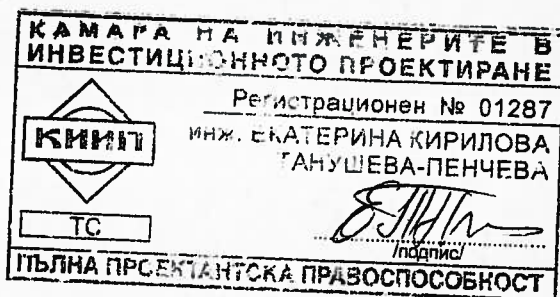 КАМАРА НА ИНЖЕНЕРИТЕ В
ИНВЕСТИЦИОННОТО ПРОЕКТИРАНЕ
Регистрационен № 01287
КИИП
инж. ЕКАТЕРИНА КИРИЛОВА
ТАНУШЕВА-ПЕНЧЕВА
ТС
/подпис/
ПЪЛНА ПРОЕКТАНТСКА ПРАВОСПОСОБНОСТ